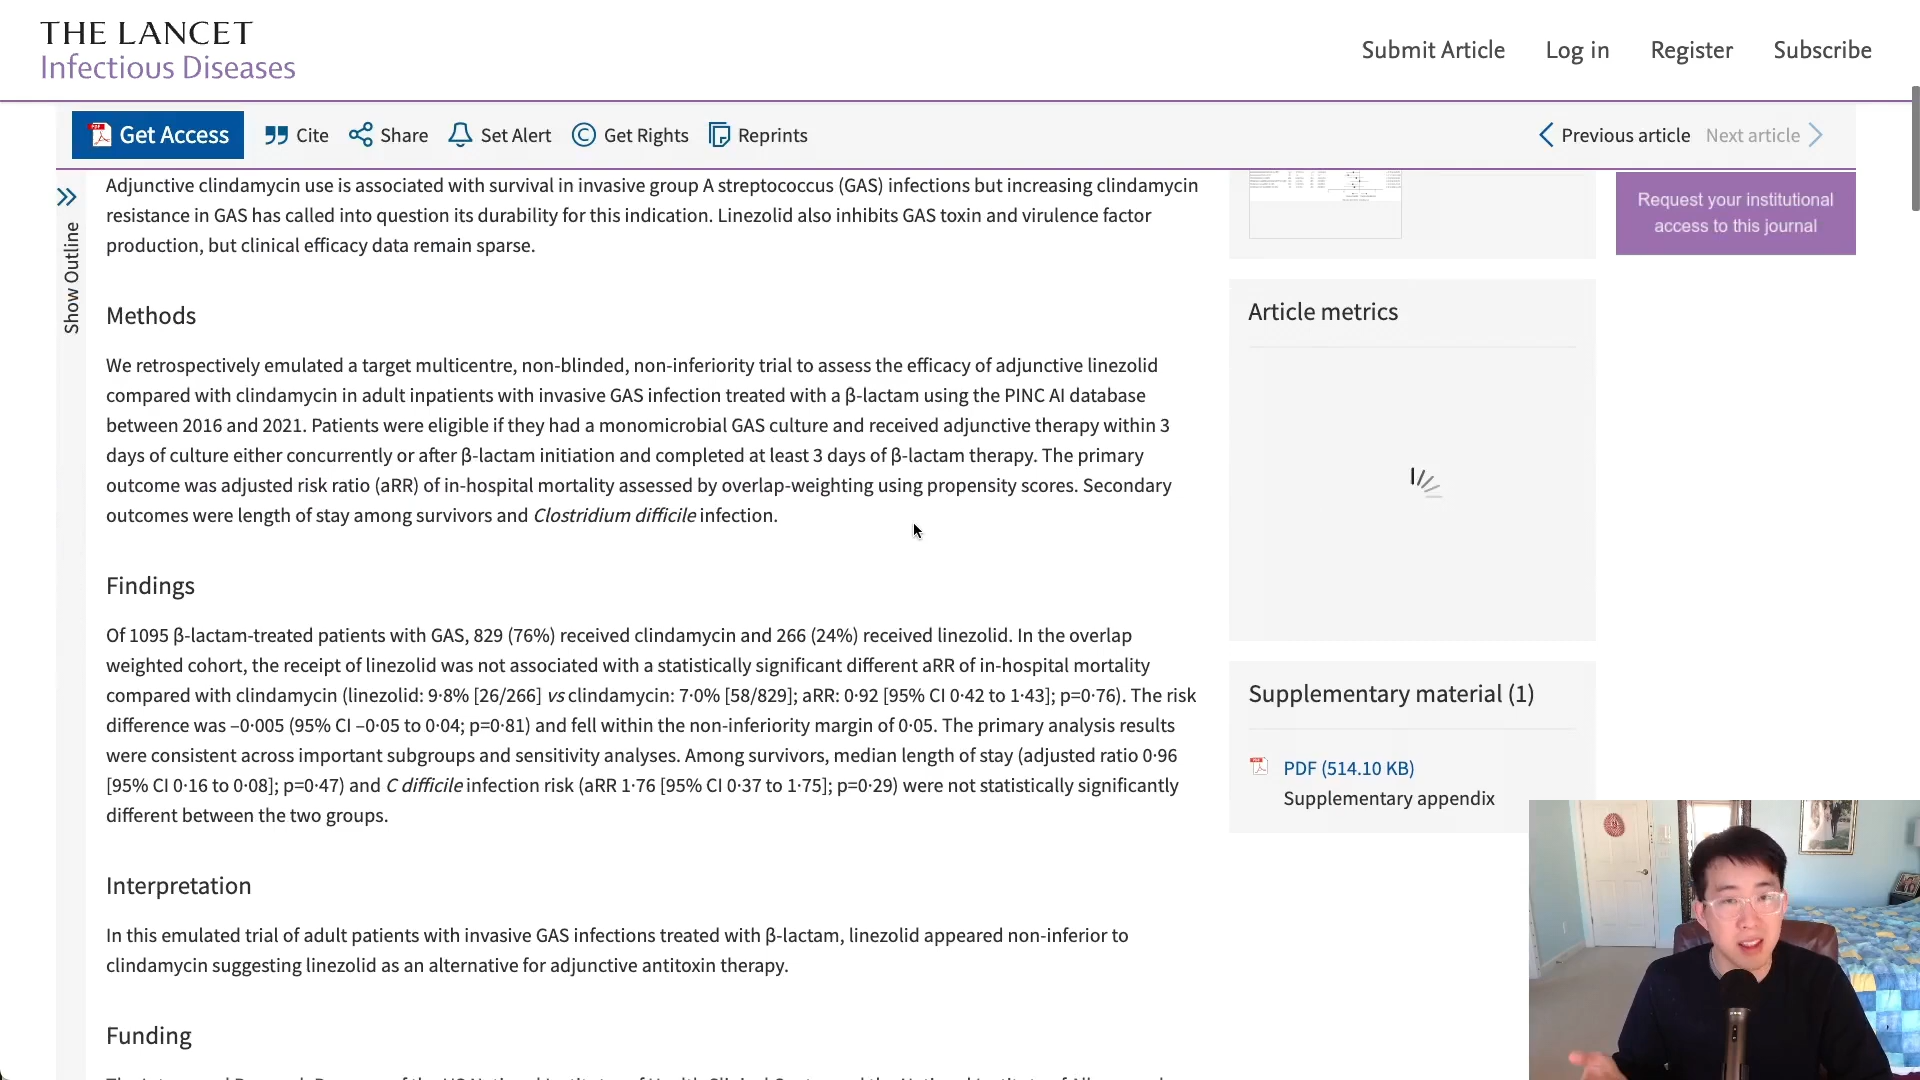 THE LANCET
Infectious Diseases
Submit Article
Log in
Register
Subscribe
Get Access
Cite
Share
Set Alert
Get Rights
Reprints
Previous article
Next article
Show Outline
Adjunctive clindamycin use is associated with survival in invasive group A streptococcus (GAS) infections but increasing clindamycin
resistance in GAS has called into question its durability for this indication. Linezolid also inhibits GAS toxin and virulence factor
production, but clinical efficacy data remain sparse.
Methods
We retrospectively emulated a target multicentre, non-blinded, non-inferiority trial to assess the efficacy of adjunctive linezolid
compared with clindamycin in adult inpatients with invasive GAS infection treated with a β-lactam using the PINC AI database
between 2016 and 2021. Patients were eligible if they had a monomicrobial GAS culture and received adjunctive therapy within 3
days of culture either concurrently or after β-lactam initiation and completed at least 3 days of β-lactam therapy. The primary
outcome was adjusted risk ratio (aRR) of in-hospital mortality assessed by overlap-weighting using propensity scores. Secondary
outcomes were length of stay among survivors and Clostridium difficile infection.
Findings
Of 1095 β-lactam-treated patients with GAS, 829 (76%) received clindamycin and 266 (24%) received linezolid. In the overlap
weighted cohort, the receipt of linezolid was not associated with a statistically significant different aRR of in-hospital mortality
compared with clindamycin (linezolid: 9·8% [26/266] vs clindamycin: 7·0% [58/829]; aRR: 0·92 [95% CI 0·42 to 1·43]; p=0·76). The risk
difference was –0·005 (95% CI –0·05 to 0·04; p=0·81) and fell within the non-inferiority margin of 0·05. The primary analysis results
were consistent across important subgroups and sensitivity analyses. Among survivors, median length of stay (adjusted ratio 0·96
[95% CI 0·16 to 0·08]; p=0·47) and C difficile infection risk (aRR 1·76 [95% CI 0·37 to 1·75]; p=0·29) were not statistically significantly
different between the two groups.
Interpretation
In this emulated trial of adult patients with invasive GAS infections treated with β-lactam, linezolid appeared non-inferior to
clindamycin suggesting linezolid as an alternative for adjunctive antitoxin therapy.
Funding
Article metrics
Supplementary material (1)
PDF (514.10 KB)
Supplementary appendix
Request your institutional
access to this journal